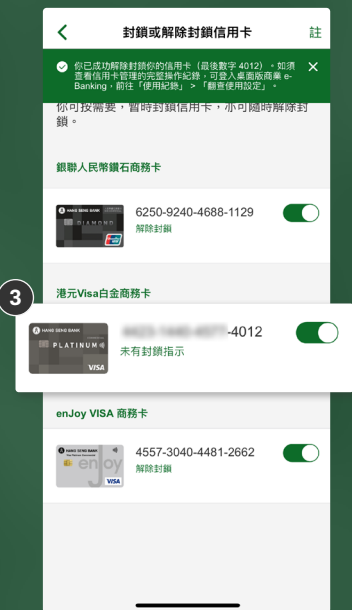 封鎖或解除封鎖信用卡
註
你已成功解除封鎖你的信用卡（最後數字 4012）。如須
查看信用卡管理的完整操作紀錄，可登入桌面版商業 e-
Banking，前往「使用紀錄」 > 「翻查使用設定」。
你可按需要，暫時封鎖信用卡，亦可隨時解除封
鎖。
銀聯人民幣鑽石商務卡
HANG SENG BANK
DIAMOND
6250-9240-4688-1129
解除封鎖
3
港元Visa白金商務卡
HANG SENG BANK
PLATINUM
VISA
-4012
未有封鎖指示
enJoy VISA 商務卡
HANG SENG BANK
enJoy
VISA
4557-3040-4481-2662
解除封鎖